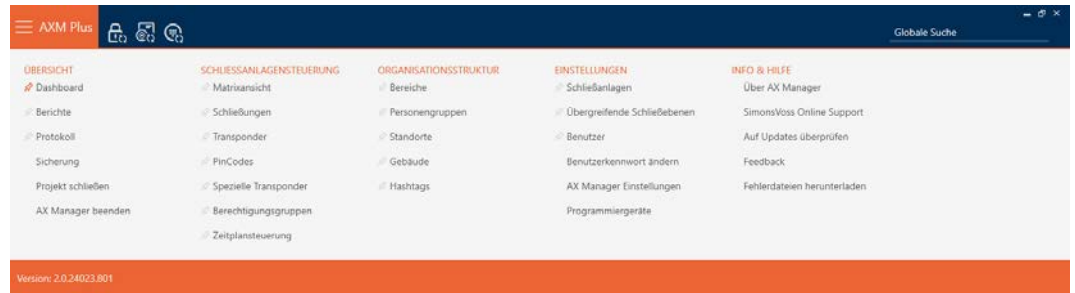 AXM Plus
Globale Suche
ÜBERSICHT
Dashboard
Berichte
Protokoll
Sicherung
Projekt schließen
AX Manager beenden
SCHLIESSANLAGENSTEUERUNG
Matrixansicht
Schließungen
Transponder
PinCodes
Spezielle Transponder
Berechtigungsgruppen
Zeitplansteuerung
ORGANISATIONSSTRUKTUR
Bereiche
Personengruppen
Standorte
Gebäude
Hashtags
EINSTELLUNGEN
Schließanlagen
Übergreifende Schließebenen
Benutzer
Benutzerkennwort ändern
AX Manager Einstellungen
Programmiergeräte
INFO & HILFE
Über AX Manager
SimonsVoss Online Support
Auf Updates überprüfen
Feedback
Fehlerdateien herunterladen
Version: 2.0.24023.801